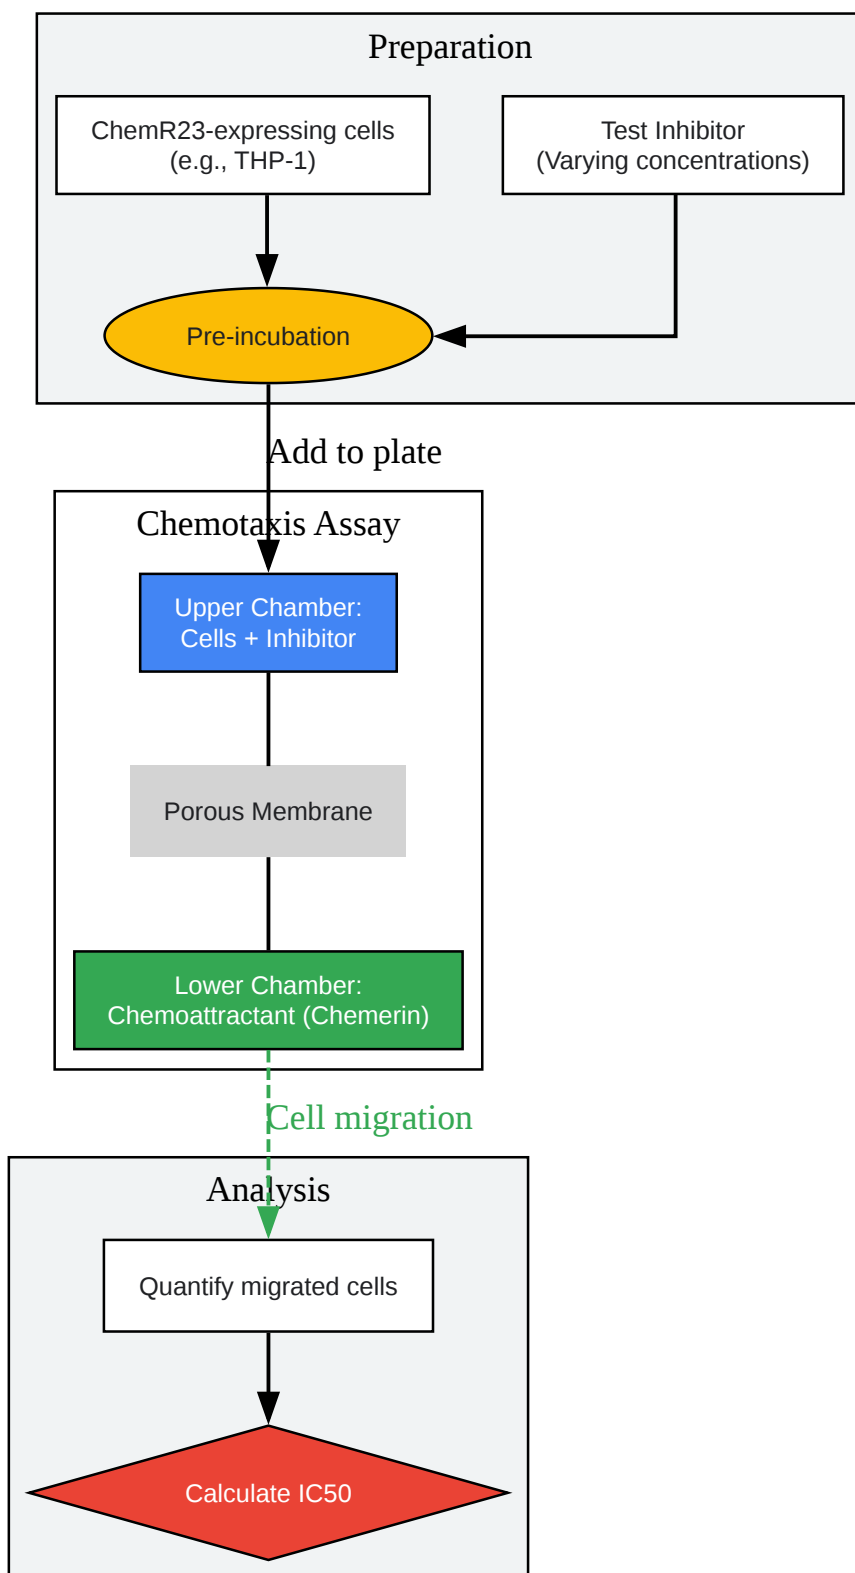 Preparation
ChemR23-expressing cells
(e.g., THP-1)
Test Inhibitor
(Varying concentrations)
Pre-incubation
Add to plate
Chemotaxis Assay
Upper Chamber:
Cells + Inhibitor
Porous Membrane
Lower Chamber:
Chemoattractant (Chemerin)
Cell migration
Analysis
Quantify migrated cells
Calculate IC50